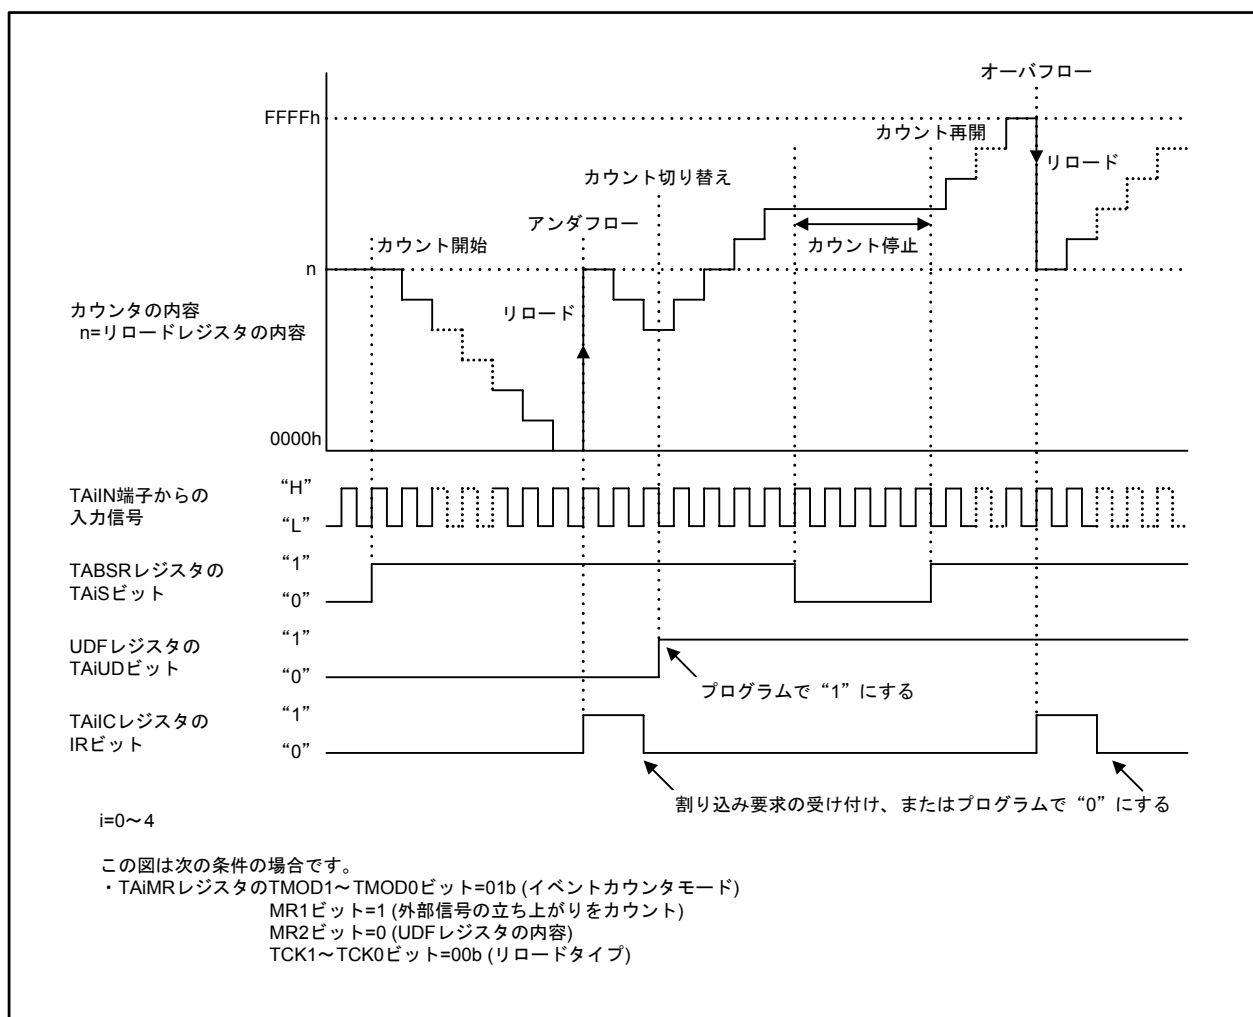 オーバフロー
FFFFh
カウント再開
リロード
カウント切り替え
アンダフロー
カウント開始
カウント停止
n
リロード
カウンタの内容
n=リロードレジスタの内容
0000h
TAiIN端子からの
入力信号
“H”
“L”
TABSRレジスタの
TAiSビット
“1”
“0”
UDFレジスタの
TAiUDビット
“1”
“0”
プログラムで“1”にする
TAiICレジスタの
IRビット
“1”
“0”
割り込み要求の受け付け、またはプログラムで“0”にする
i=0～4
この図は次の条件の場合です。
・TAiMRレジスタのTMOD1～TMOD0ビット=01b (イベントカウンタモード)
MR1ビット=1 (外部信号の立ち上がりをカウント)
MR2ビット=0 (UDFレジスタの内容)
TCK1～TCK0ビット=00b (リロードタイプ)